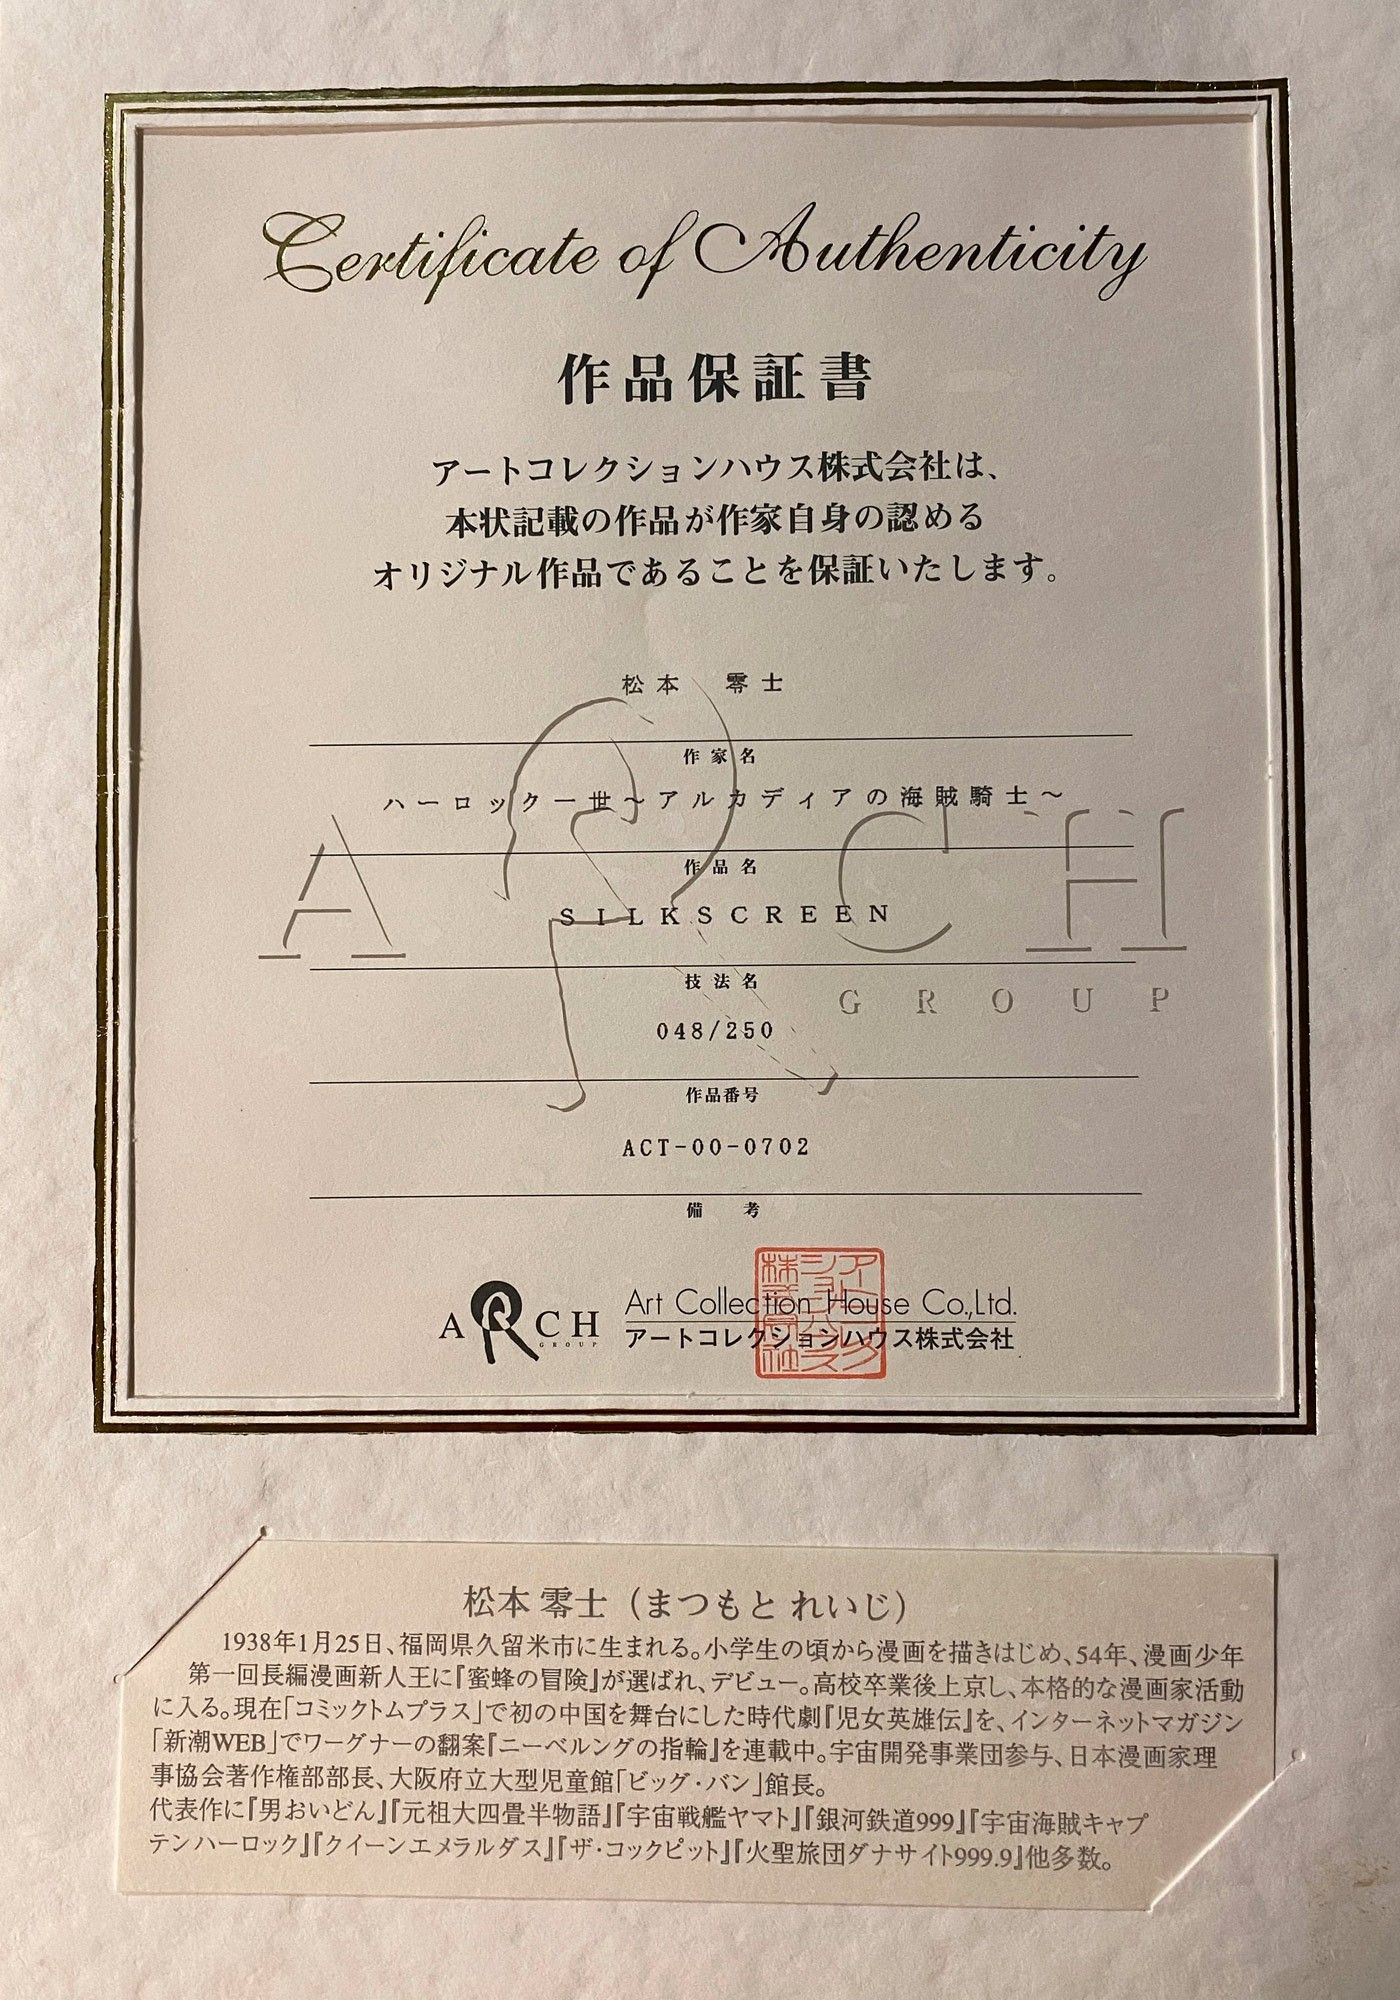 Certificate of Authenticity
作品保証書
アートコレクションハウス株式会社は、
本状記載の作品が作家自身の認める
オリジナル作品であることを保証いたします。
松本 零士
作家名
ハーロック一世～アルカディアの海賊騎士～
作品名
SILKSCREEN
技法名
048/250
作品番号
ACT-00-0702
備考
ARCH
GROUP
ARCH
GROUP
Art Collection House Co.,Ltd.
アートコレクションハウス株式会社
アートコレクションハウス株式会社
松本 零士（まつもと れいじ）
1938年1月25日、福岡県久留米市に生まれる。小学生の頃から漫画を描きはじめ、54年、漫画少年
第一回長編漫画新人王に『蜜蜂の冒険』が選ばれ、デビュー。高校卒業後上京し、本格的な漫画家活動
に入る。現在「コミックトムプラス」で初の中国を舞台にした時代劇『児女英雄伝』を、インターネットマガジン
「新潮WEB」でワーグナーの翻案『ニーベルングの指輪』を連載中。宇宙開発事業団参与、日本漫画家理
事協会著作権部部長、大阪府立大型児童館「ビッグ・バン」館長。
代表作に『男おいどん』『元祖大四畳半物語』『宇宙戦艦ヤマト』『銀河鉄道999』『宇宙海賊キャプ
テンハーロック』『クイーンエメラルダス』『ザ・コックピット』『火聖旅団ダナサイト999.9』他多数。